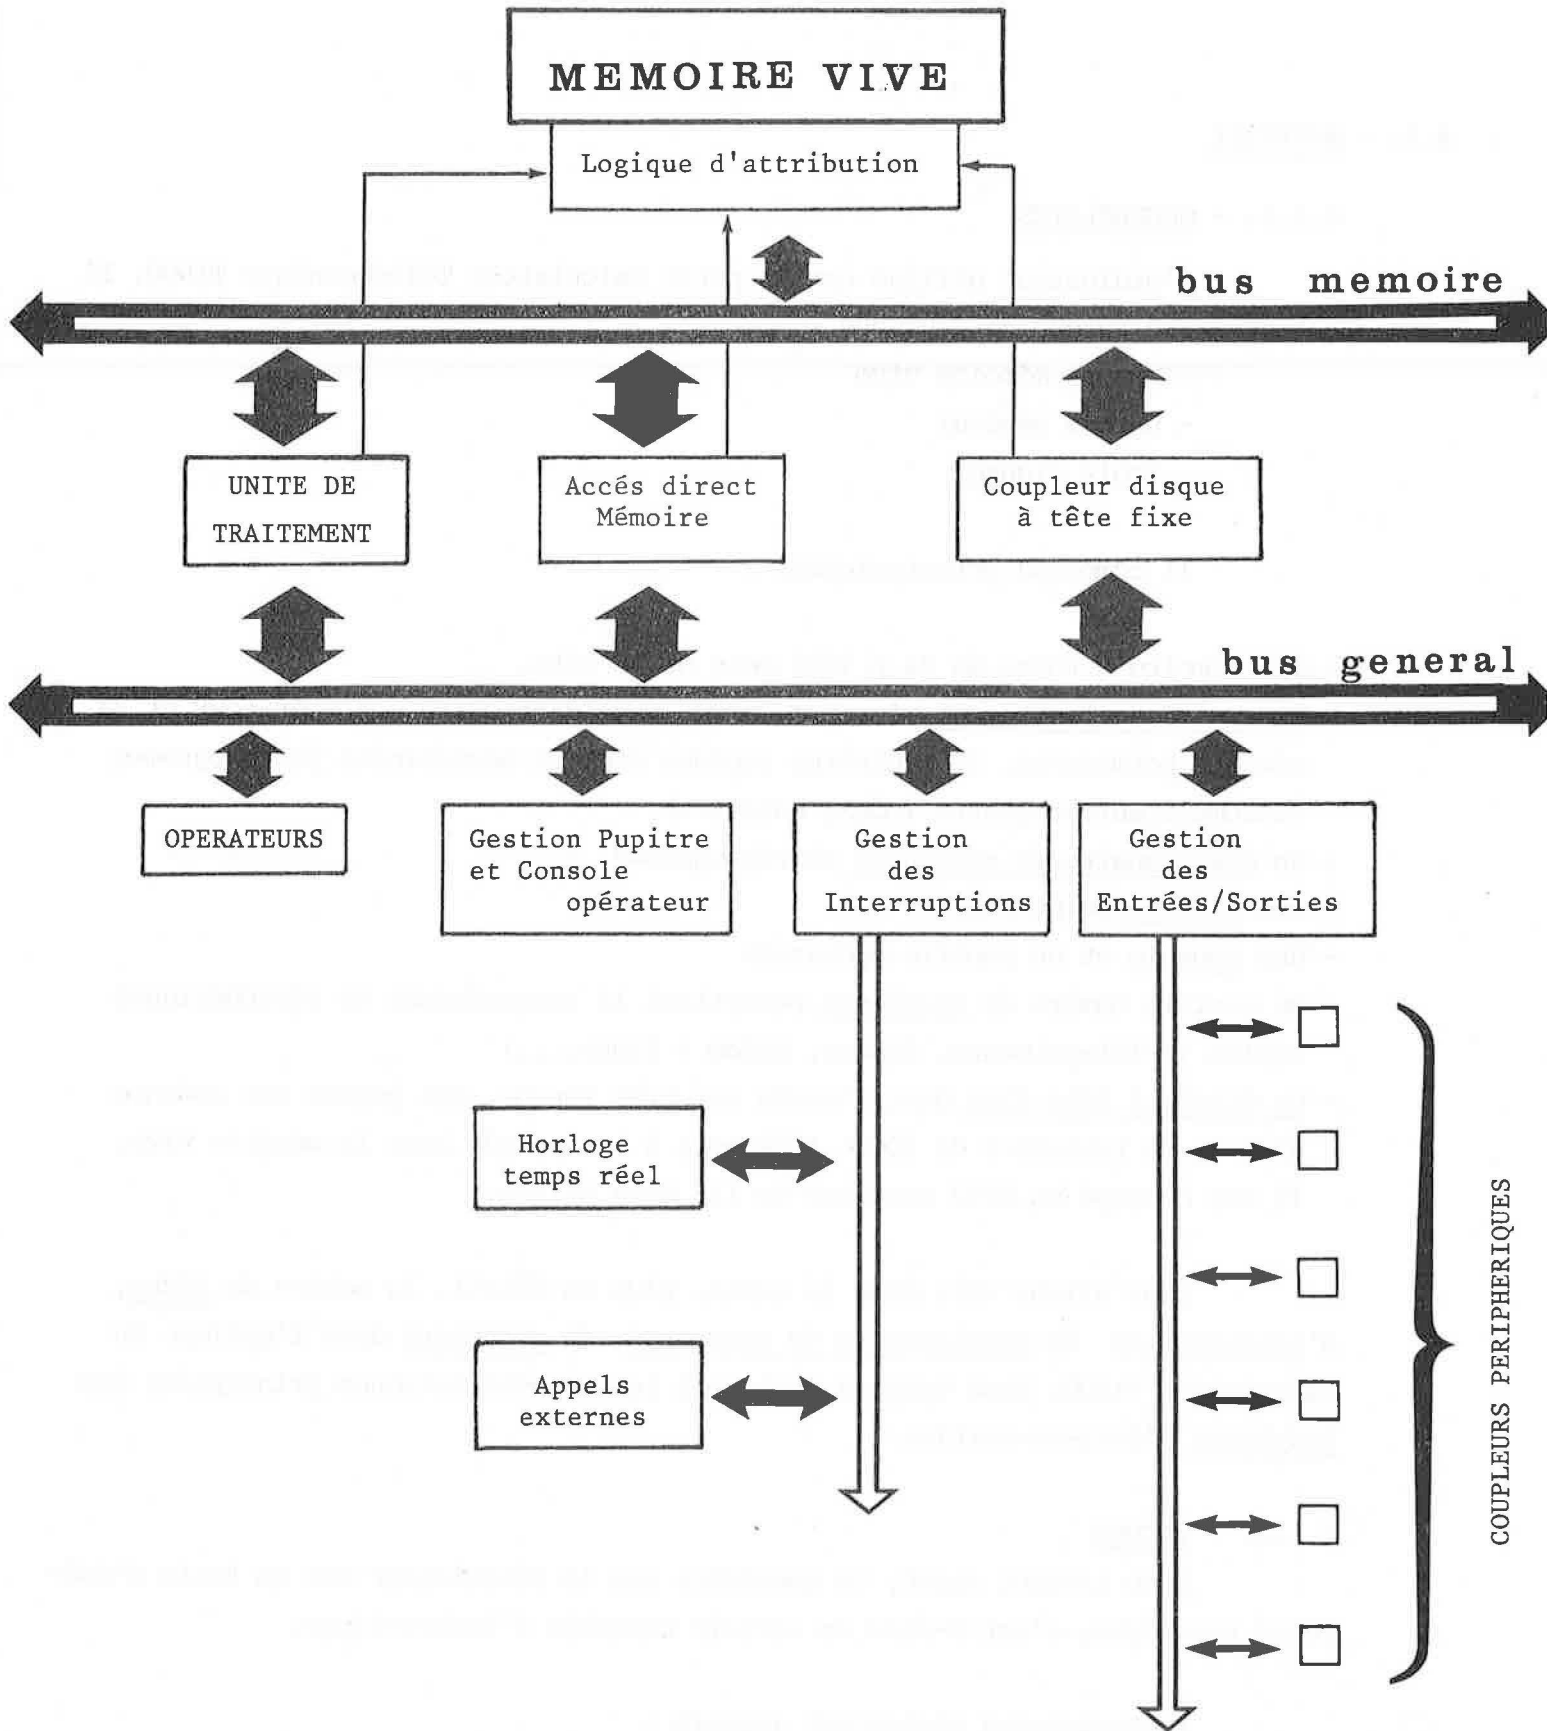 MEMOIRE VIVE
Logique d'attribution
bus memoire
UNITE DE
TRAITEMENT
Accés direct
Mémoire
Coupleur disque
à tête fixe
bus general
OPERATEURS
Gestion Pupitre
et Console
opérateur
Gestion
des
Interruptions
Gestion
des
Entrées/Sorties
Horloge
temps réel
Appels
externes
COUPLEURS PERIPHERIQUES